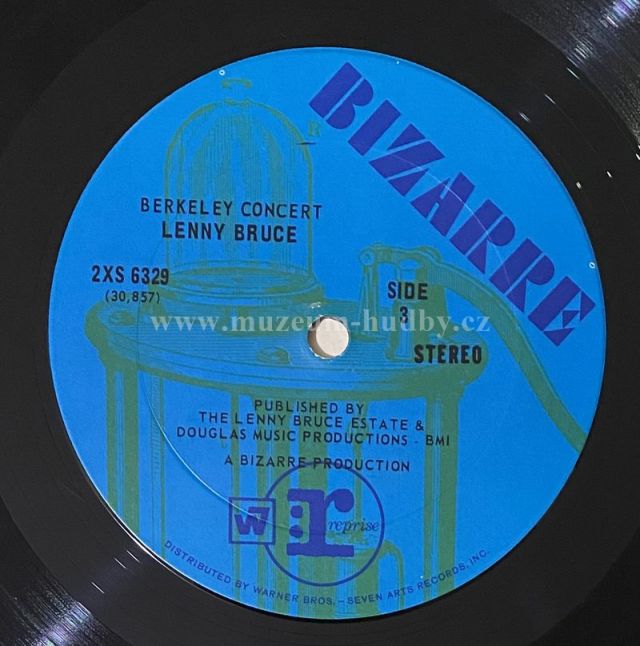 BIZARRE
BERKELEY CONCERT
LENNY BRUCE
2XS 6329
(30,857)
SIDE
3
STEREO
www.muzeum-hudby.cz
PUBLISHED BY
THE LENNY BRUCE ESTATE &
DOUGLAS MUSIC PRODUCTIONS - BMI
A BIZARRE PRODUCTION
W7
r: reprise
DISTRIBUTED BY WARNER BROS. – SEVEN ARTS RECORDS, INC.